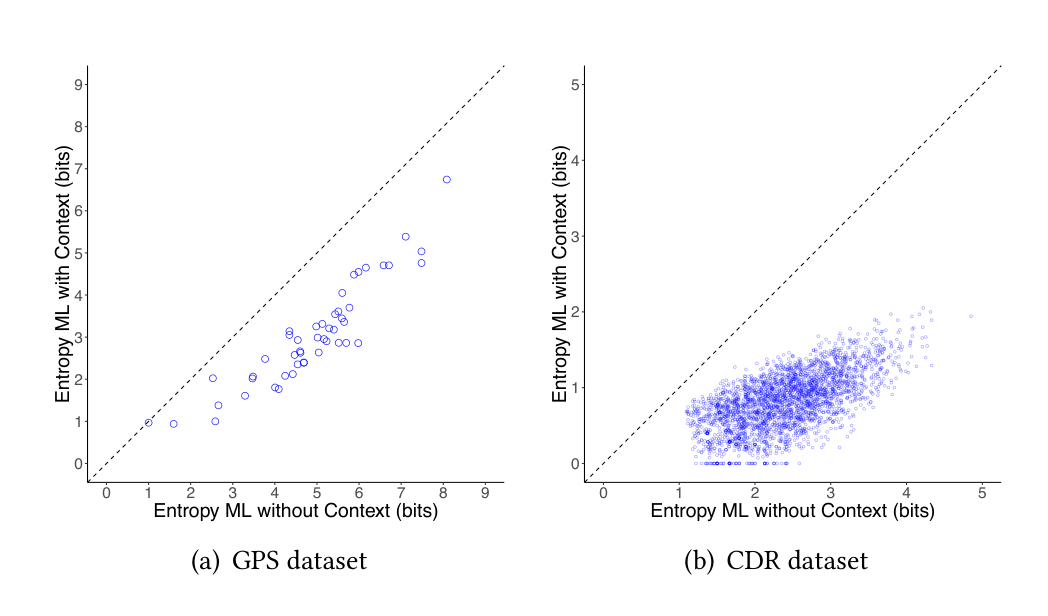 Entropy ML with Context (bits)
9
8
7
6
5
4
3
2
1
0
0 1 2 3 4 5 6 7 8 9
Entropy ML without Context (bits)
(a) GPS dataset
Entropy ML with Context (bits)
5
4
3
2
1
0
0 1 2 3 4 5
Entropy ML without Context (bits)
(b) CDR dataset